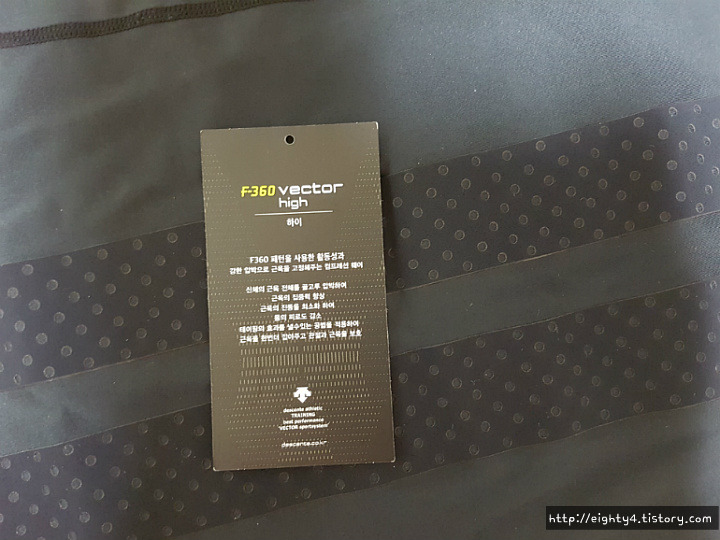 F·360 vector
high
하이
F360 패턴을 사용한 활동성과
강한 압박으로 근육을 고정해주는 컴프레션 웨어
신체의 근육 전체를 골고루 압박하여
근육의 집중력 향상
근육의 진동을 최소화 하여
몸의 피로도 감소
테이핑의 효과를 낼수있는 공법을 적용하여
근육을 한번더 잡아주고 관절과 근육을 보호
descente athletic
TRAINING
best performance
'VECTOR sportsystem'
descente.co.kr
http://eighty4.tistory.com